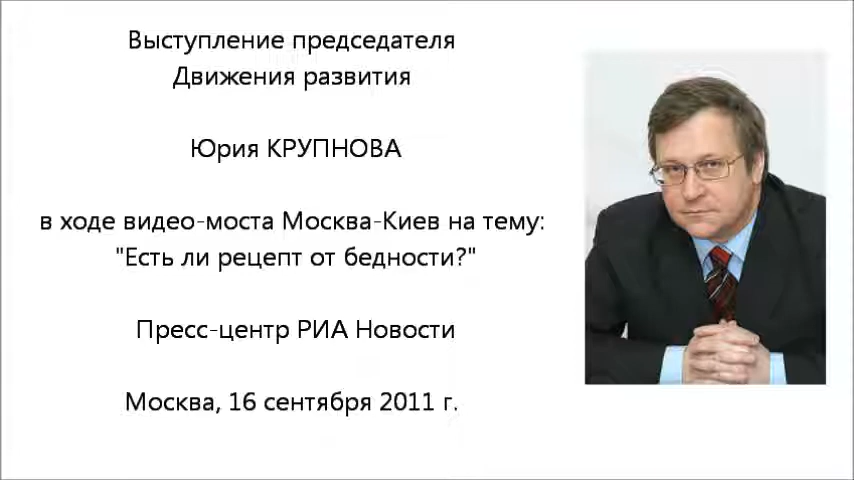 Выступление председателя
Движения развития
Юрия КРУПНОВА
в ходе видео-моста Москва-Киев на тему:
"Есть ли рецепт от бедности?"
Пресс-центр РИА Новости
Москва, 16 сентября 2011 г.